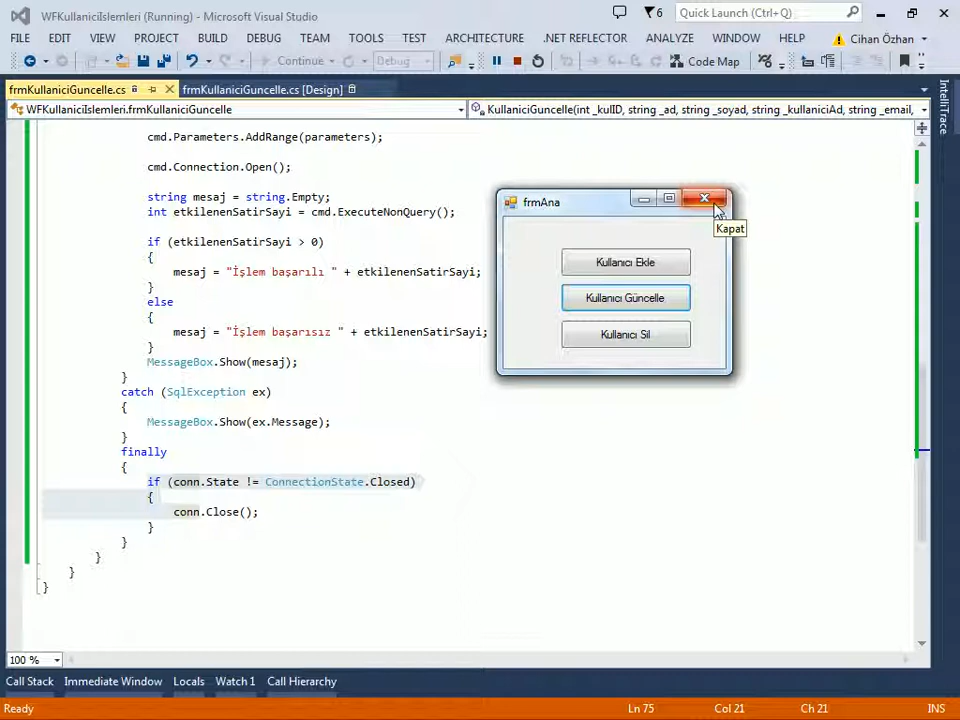 WFKullaniciIslemleri (Running) - Microsoft Visual Studio
6
Quick Launch (Ctrl+Q)
FILE EDIT VIEW PROJECT BUILD DEBUG TEAM TOOLS TEST ARCHITECTURE .NET REFLECTOR ANALYZE WINDOW HELP Cihan Özhan
Continue Debug Code Map
frmKullaniciGuncelle.cs frmKullaniciGuncelle.cs [Design]
WFKullaniciIslemleri.frmKullaniciGuncelle KullaniciGuncelle(int _kulID, string _ad, string _soyad, string _kullaniciAd, string _email,
IntelliTrace
cmd.Parameters.AddRange(parameters);
cmd.Connection.Open();
string mesaj = string.Empty;
int etkilenenSatirSayi = cmd.ExecuteNonQuery();
if (etkilenenSatirSayi > 0)
{
mesaj = "İşlem başarılı " + etkilenenSatirSayi;
}
else
{
mesaj = "İşlem başarısız " + etkilenenSatirSayi;
}
MessageBox.Show(mesaj);
}
catch (SqlException ex)
{
MessageBox.Show(ex.Message);
}
finally
{
if (conn.State != ConnectionState.Closed)
{
conn.Close();
}
}
}
}
}
frmAna
Kapat
Kullanıcı Ekle
Kullanıcı Güncelle
Kullanıcı Sil
100 %
Call Stack Immediate Window Locals Watch 1 Call Hierarchy
Ready Ln 75 Col 21 Ch 21 INS